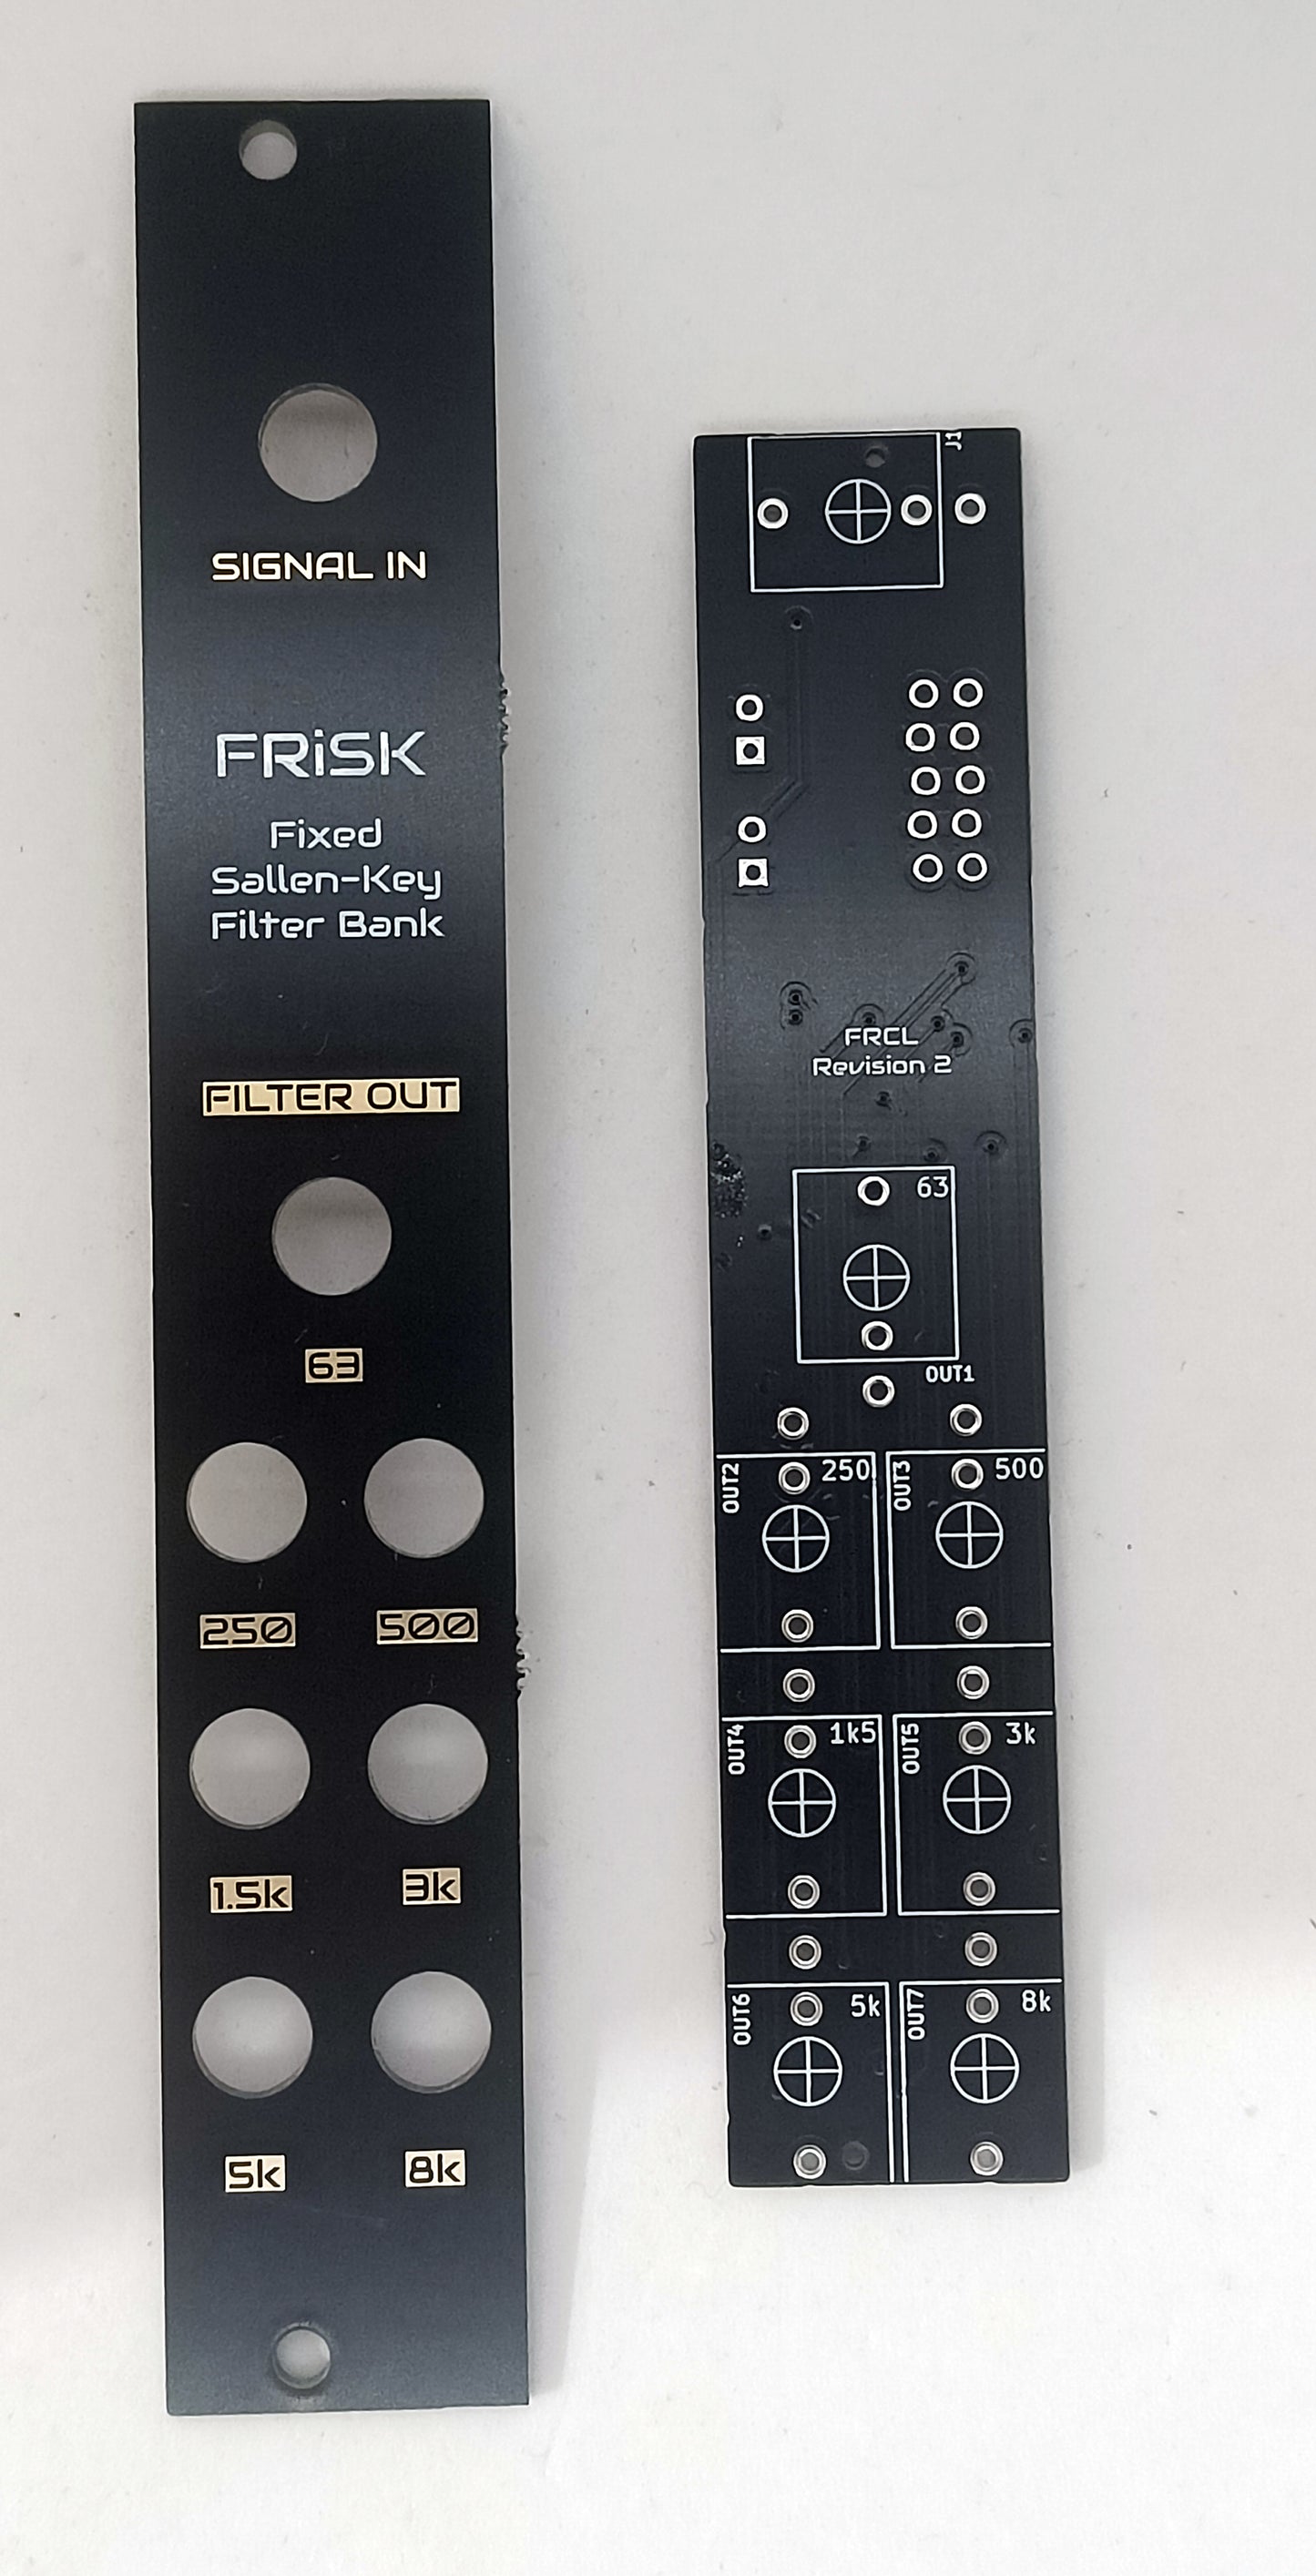 SIGNAL IN
FRiSK
Fixed
Sallen-Key
Filter Bank
FILTER OUT
63
250 500
1.5k 3k
5k 8k
J1
FRCL
Revision 2
63
OUT1
OUT2 250 OUT3 500
OUT4 1k5 OUT5 3k
OUT6 5k OUT7 8k